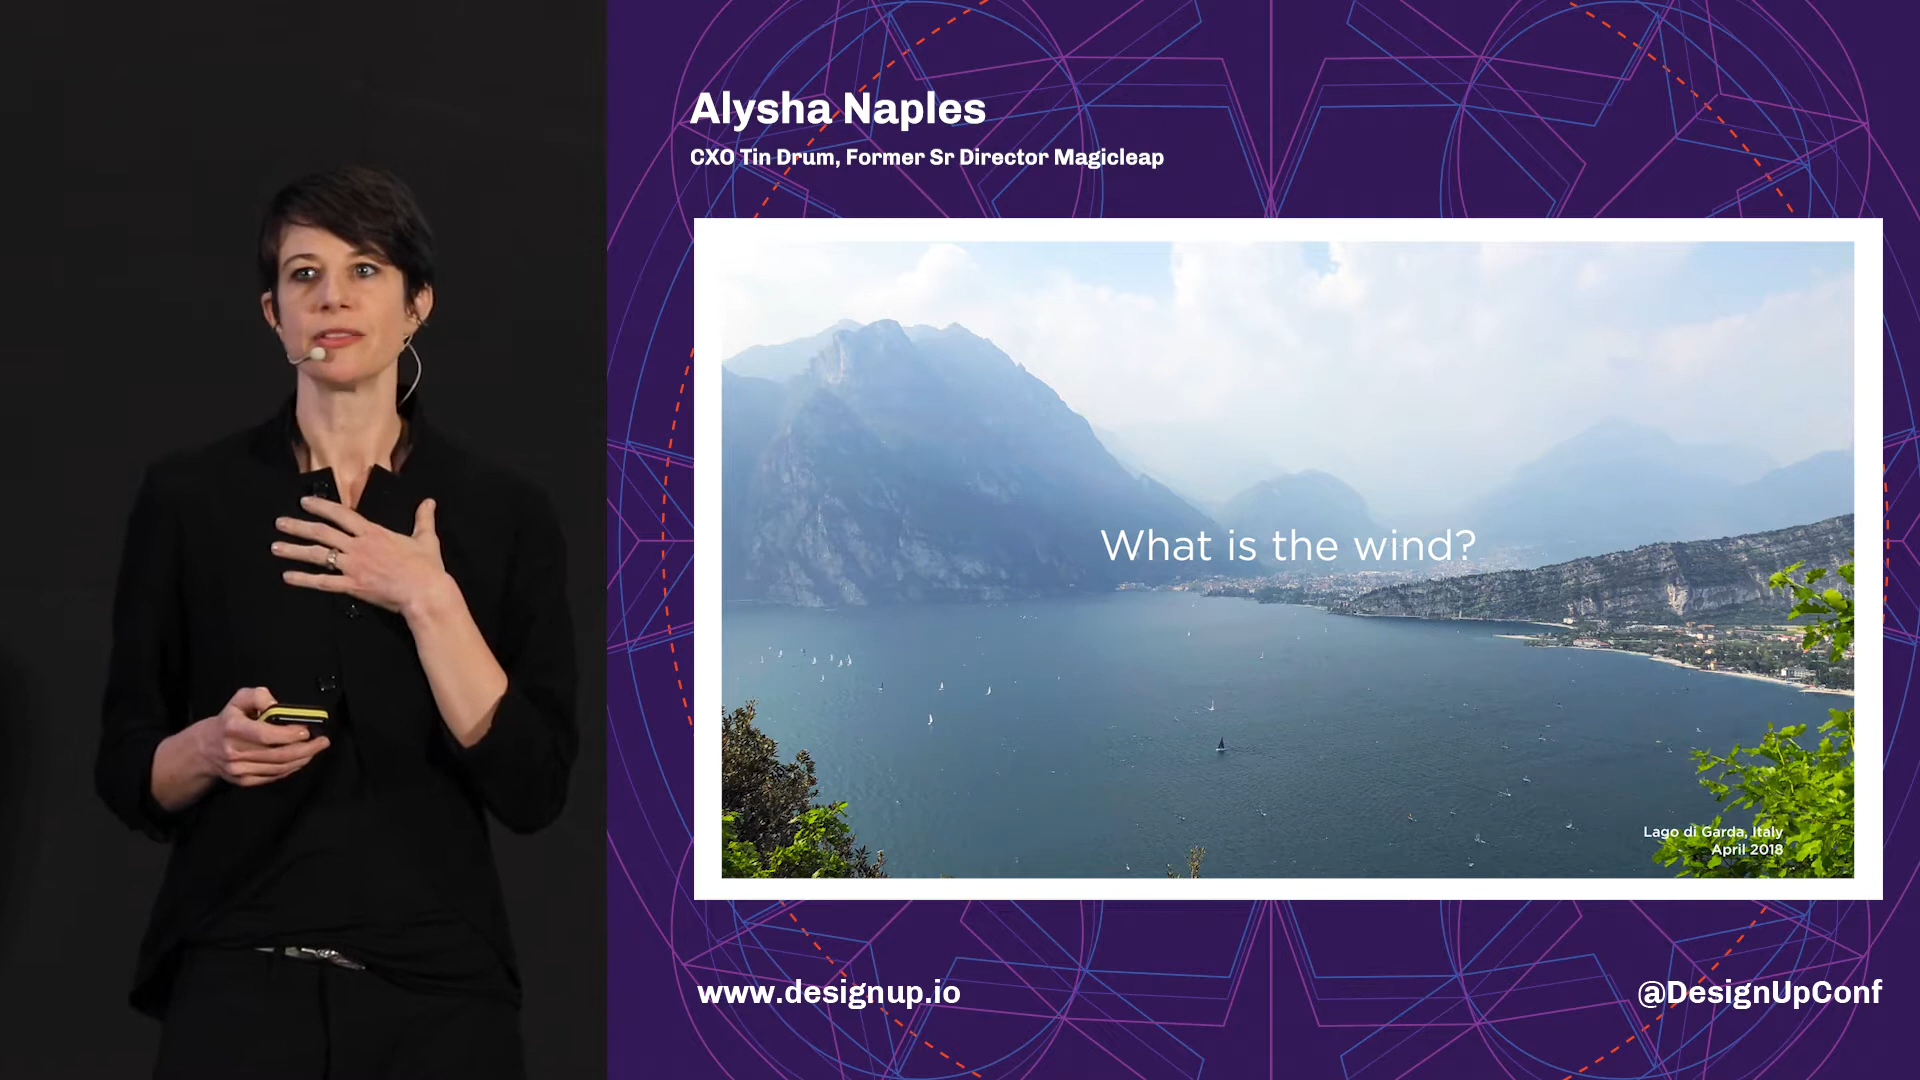 Alysha Naples
CXO Tin Drum, Former Sr Director Magicleap
What is the wind?
Lago di Garda, Italy
April 2018
www.designup.io
@DesignUpConf